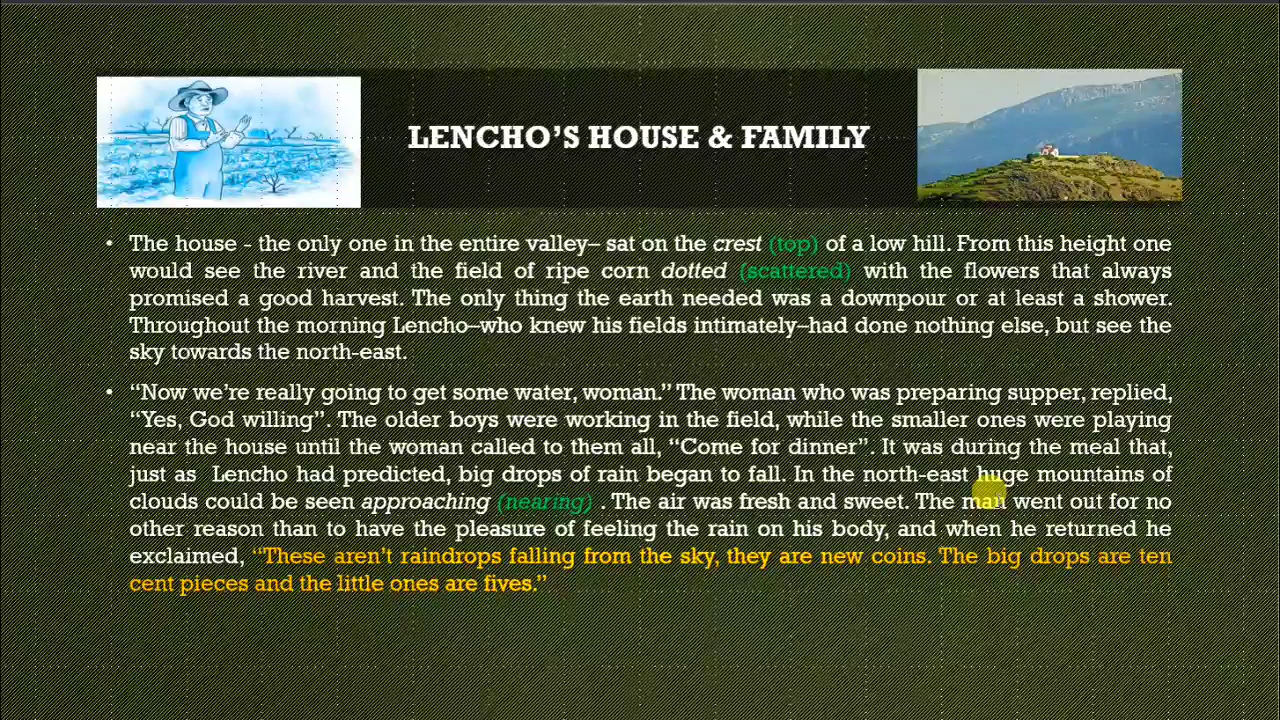 LENCHO'S HOUSE & FAMILY
• The house - the only one in the entire valley– sat on the crest (top) of a low hill. From this height one
would see the river and the field of ripe corn dotted (scattered) with the flowers that always
promised a good harvest. The only thing the earth needed was a downpour or at least a shower.
Throughout the morning Lencho–who knew his fields intimately–had done nothing else, but see the
sky towards the north-east.
• “Now we're really going to get some water, woman.” The woman who was preparing supper, replied,
“Yes, God willing”. The older boys were working in the field, while the smaller ones were playing
near the house until the woman called to them all, “Come for dinner”. It was during the meal that,
just as Lencho had predicted, big drops of rain began to fall. In the north-east huge mountains of
clouds could be seen approaching (nearing) . The air was fresh and sweet. The man went out for no
other reason than to have the pleasure of feeling the rain on his body, and when he returned he
exclaimed, “These aren't raindrops falling from the sky, they are new coins. The big drops are ten
cent pieces and the little ones are fives.”